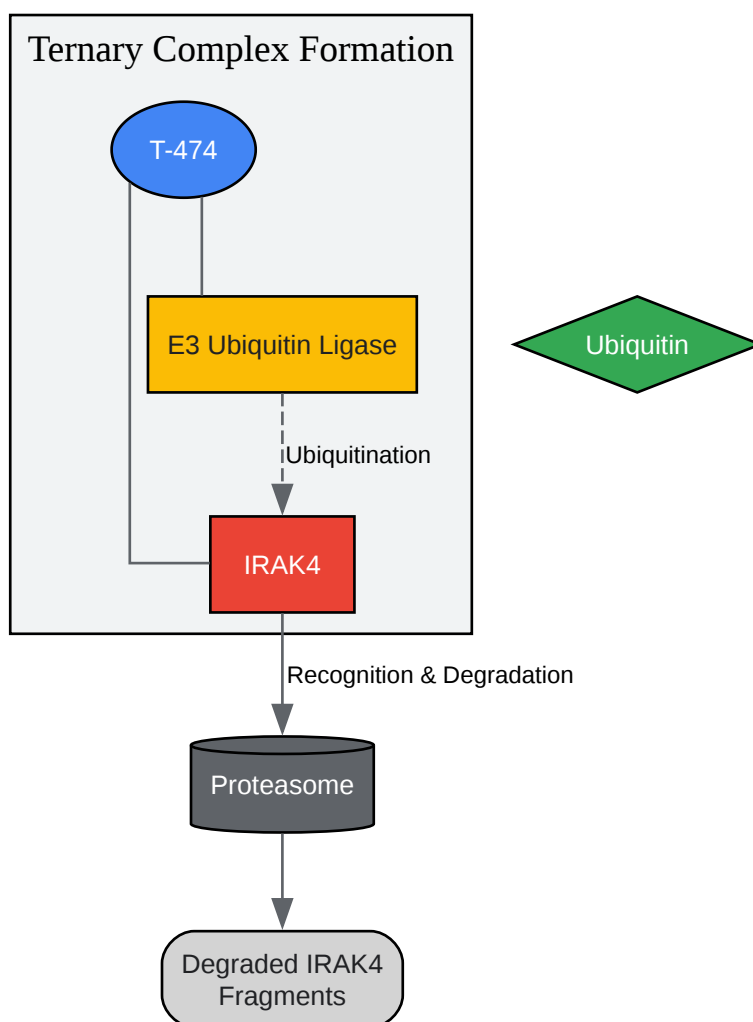 Ternary Complex Formation
T-474
E3 Ubiquitin Ligase
Ubiquitin
Ubiquitination
IRAK4
Recognition & Degradation
Proteasome
Degraded IRAK4
Fragments